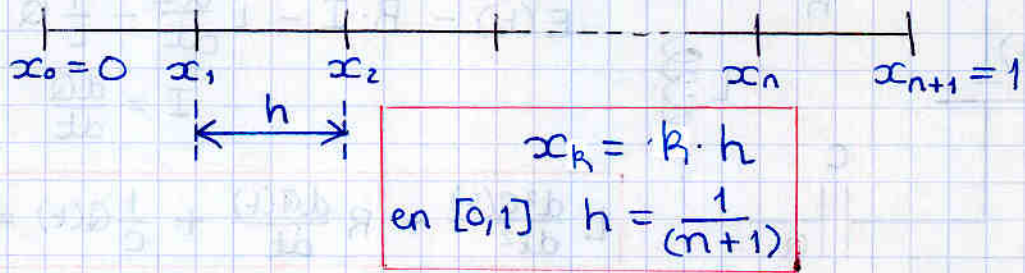 x₀ = 0 x₁ x₂ xₙ xₙ₊₁ = 1
h
xₖ = k · h
en [0,1] h = 1/(n+1)